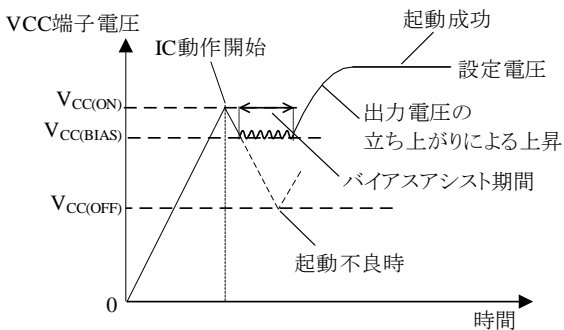 VCC端子電圧
起動成功
IC動作開始
設定電圧
VCC(ON)
出力電圧の
立ち上がりによる上昇
VCC(BIAS)
バイアスアシスト期間
VCC(OFF)
起動不良時
0
時間